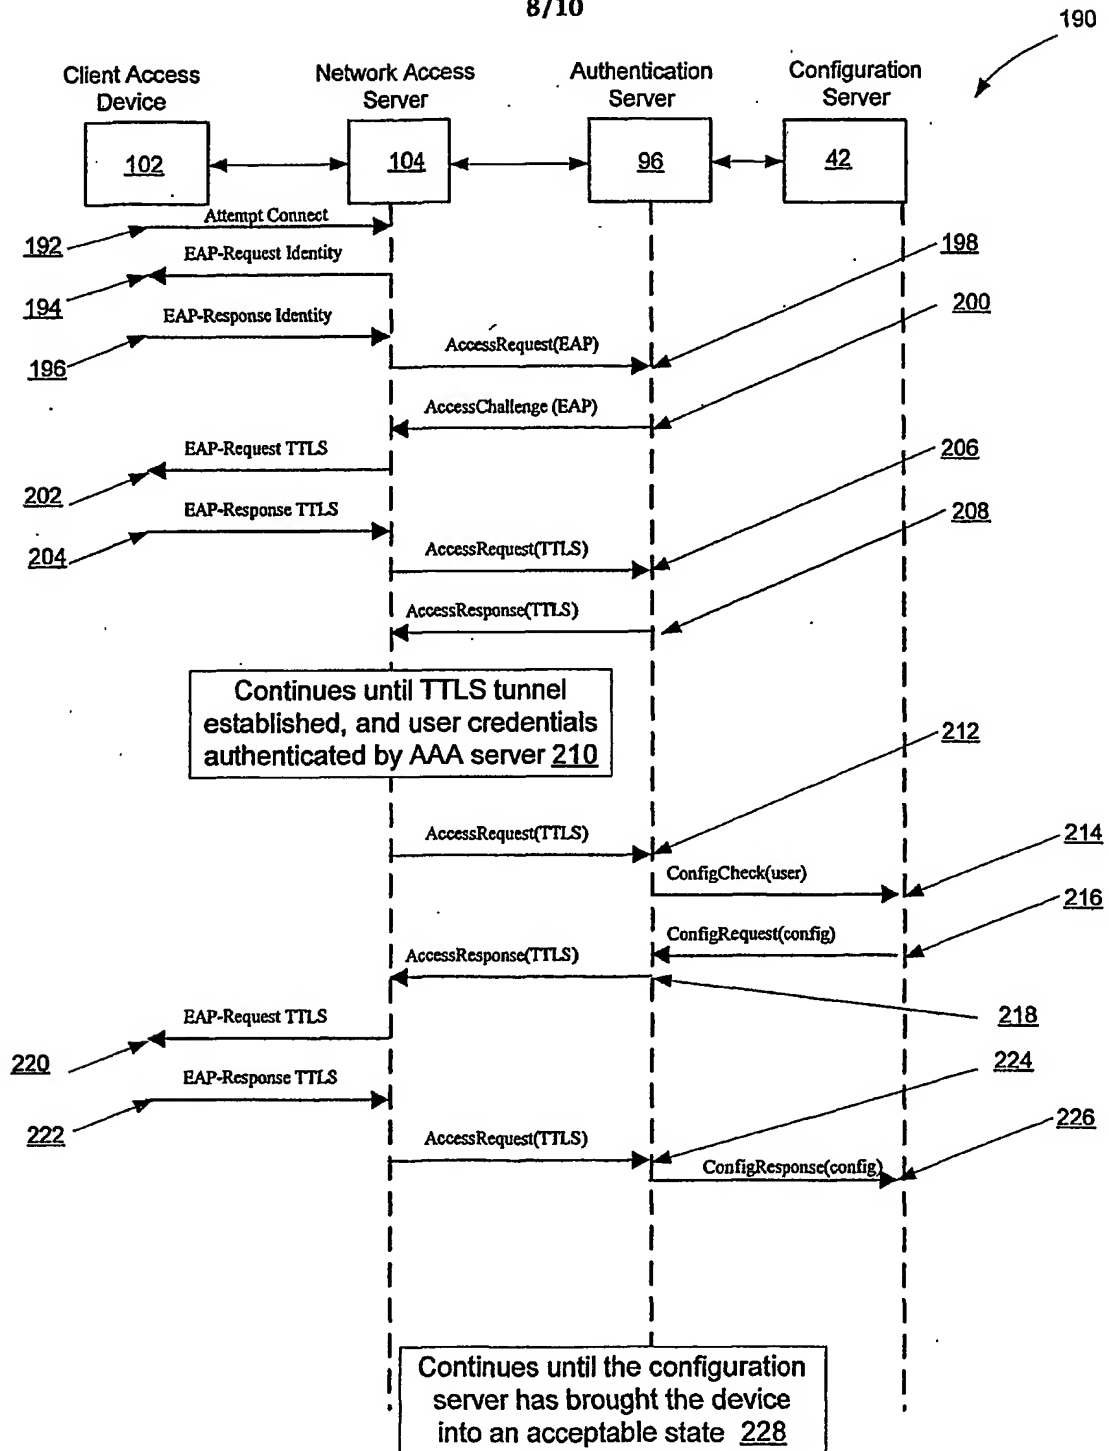 8/10
190
Client Access
Device
Network Access
Server
Authentication
Server
Configuration
Server
102
104
96
42
Attempt Connect
192
EAP-Request Identity
198
194
EAP-Response Identity
200
196
AccessRequest(EAP)
AccessChallenge (EAP)
EAP-Request TTLS
206
202
EAP-Response TTLS
208
204
AccessRequest(TTLS)
AccessResponse(TTLS)
Continues until TTLS tunnel
established, and user credentials
authenticated by AAA server 210
212
AccessRequest(TTLS)
214
ConfigCheck(user)
216
ConfigRequest(config)
AccessResponse(TTLS)
218
EAP-Request TTLS
220
224
EAP-Response TTLS
226
222
AccessRequest(TTLS)
ConfigResponse(config)
Continues until the configuration
server has brought the device
into an acceptable state 228